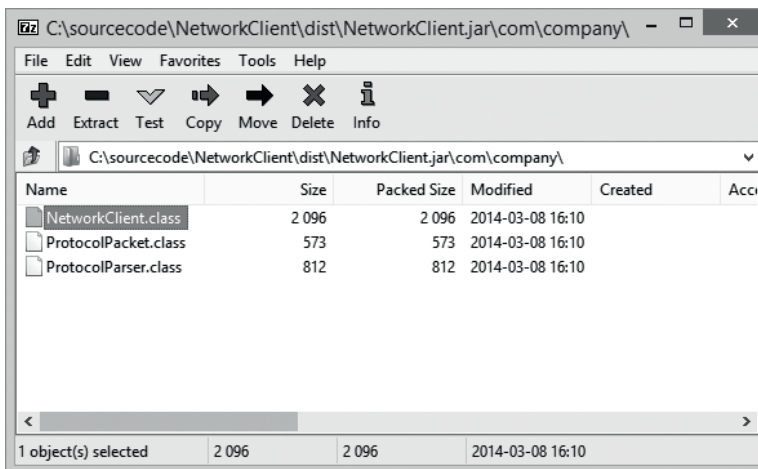 7z C:\sourcecode\NetworkClient\dist\NetworkClient.jar\com\company\
File Edit View Favorites Tools Help
Add Extract Test Copy Move Delete Info
C:\sourcecode\NetworkClient\dist\NetworkClient.jar\com\company\
Name Size Packed Size Modified Created Acc
NetworkClient.class 2 096 2 096 2014-03-08 16:10
ProtocolPacket.class 573 573 2014-03-08 16:10
ProtocolParser.class 812 812 2014-03-08 16:10
1 object(s) selected 2 096 2 096 2014-03-08 16:10